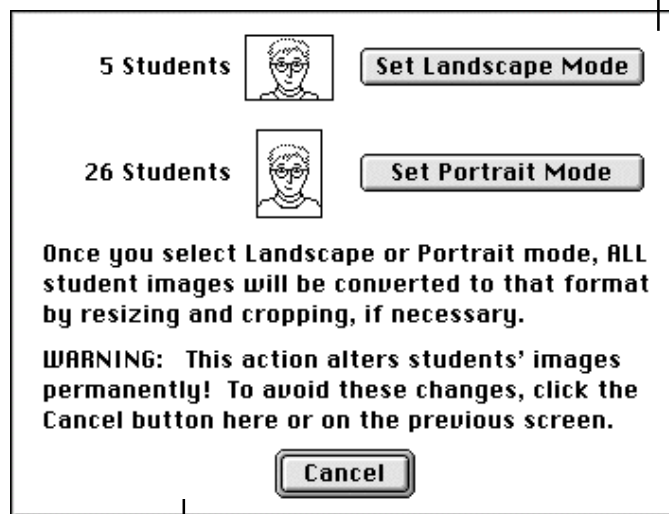 5 Students Set Landscape Mode
26 Students Set Portrait Mode
Once you select Landscape or Portrait mode, ALL
student images will be converted to that format
by resizing and cropping, if necessary.
WARNING: This action alters students' images
permanently! To avoid these changes, click the
Cancel button here or on the previous screen.
Cancel